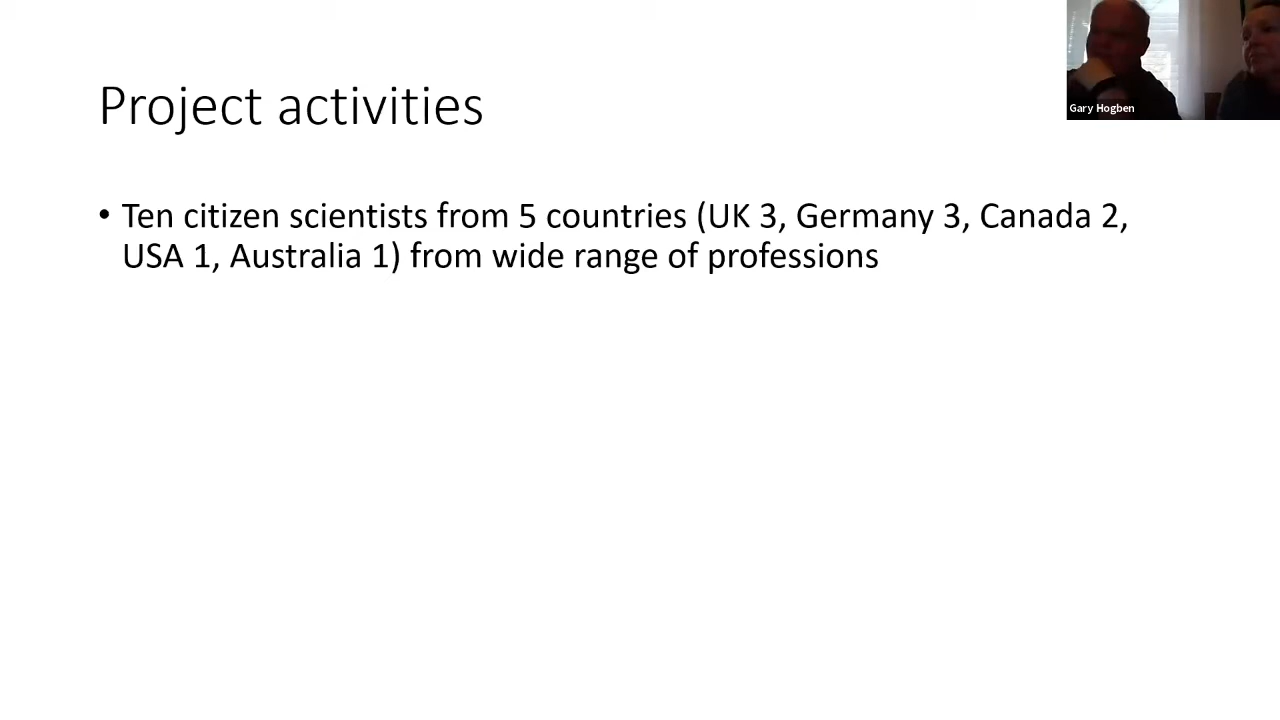 Project activities
Gary Hogben
• Ten citizen scientists from 5 countries (UK 3, Germany 3, Canada 2,
USA 1, Australia 1) from wide range of professions